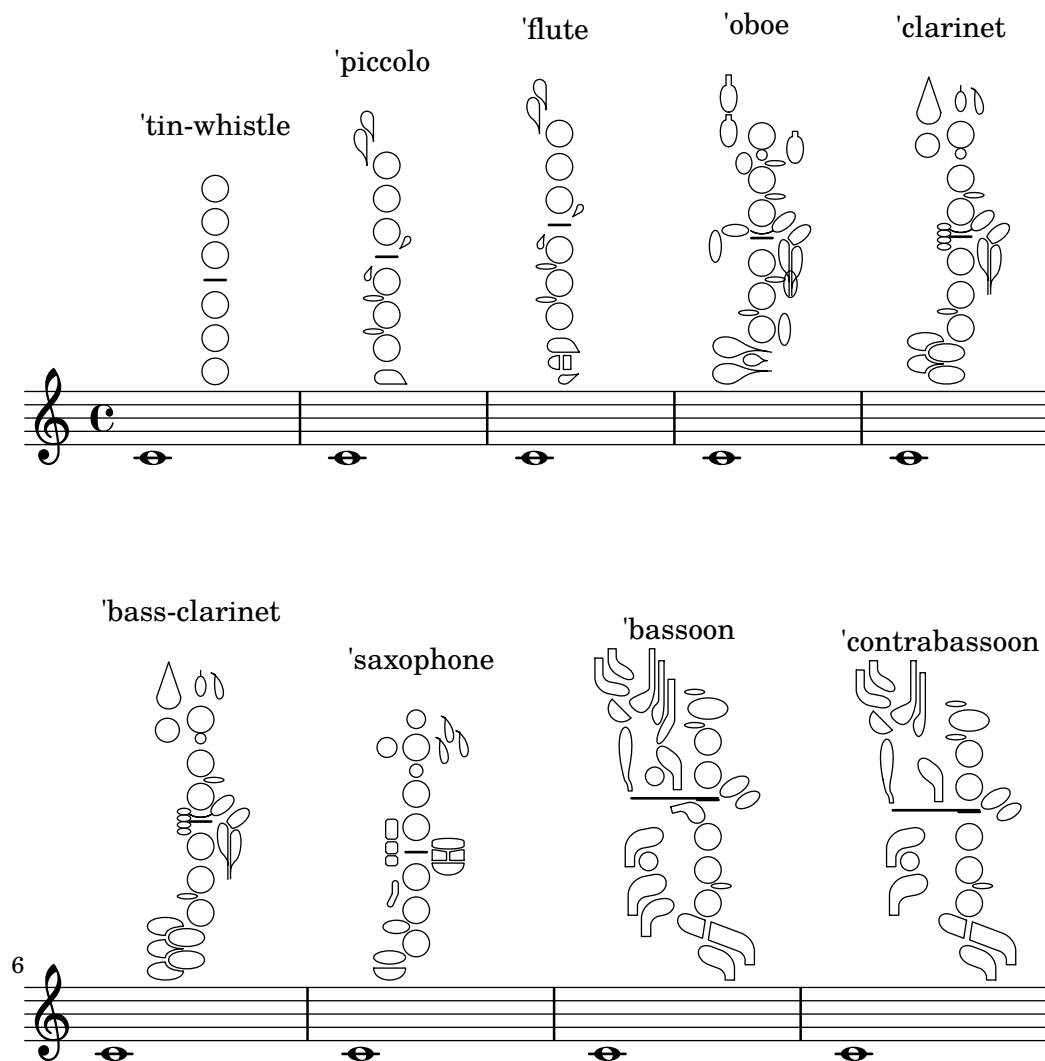 'tin-whistle
'piccolo
'flute
'oboe
'clarinet
'bass-clarinet
'saxophone
'bassoon
'contrabassoon
6